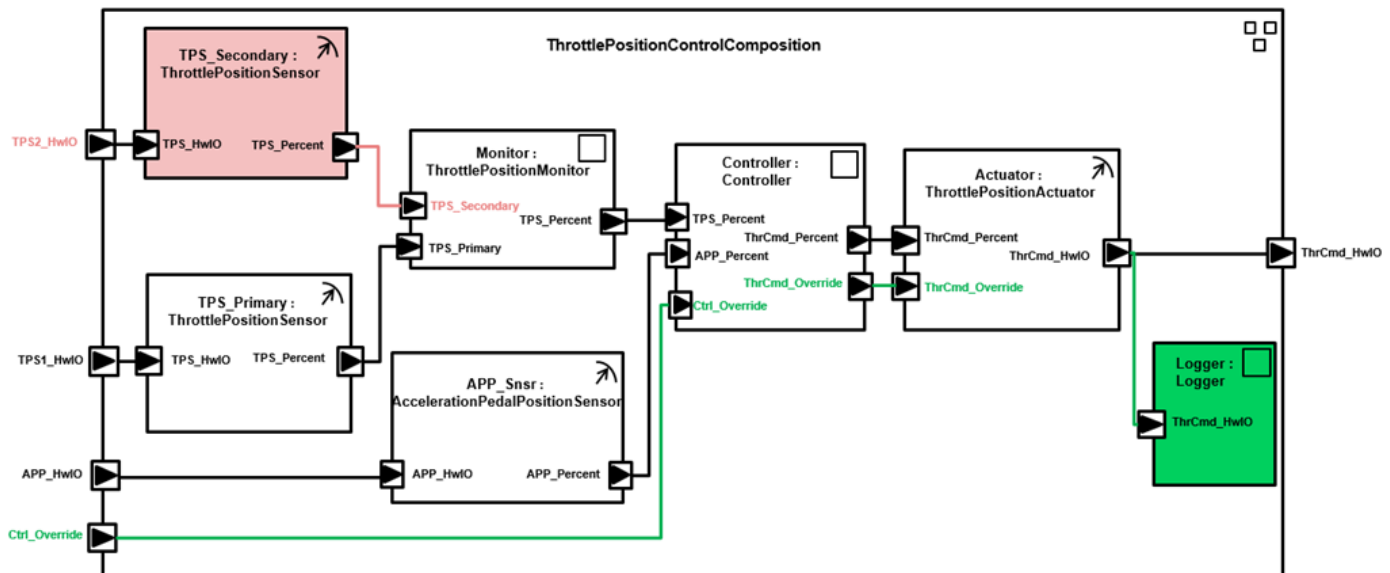 ThrottlePositionControlComposition
TPS_Secondary :
ThrottlePositionSensor
TPS2_HwIO
TPS_HwIO
TPS_Percent
Monitor :
ThrottlePositionMonitor
TPS_Secondary
TPS_Percent
TPS_Primary
Controller :
Controller
TPS_Percent
ThrCmd_Percent
APP_Percent
ThrCmd_Override
Ctrl_Override
Actuator :
ThrottlePositionActuator
ThrCmd_Percent
ThrCmd_HwIO
ThrCmd_Override
ThrCmd_HwIO
TPS_Primary :
ThrottlePositionSensor
TPS1_HwIO
TPS_HwIO
TPS_Percent
APP_Snsr :
AccelerationPedalPositionSensor
APP_HwIO
APP_HwIO
APP_Percent
Logger :
Logger
ThrCmd_HwIO
Ctrl_Override